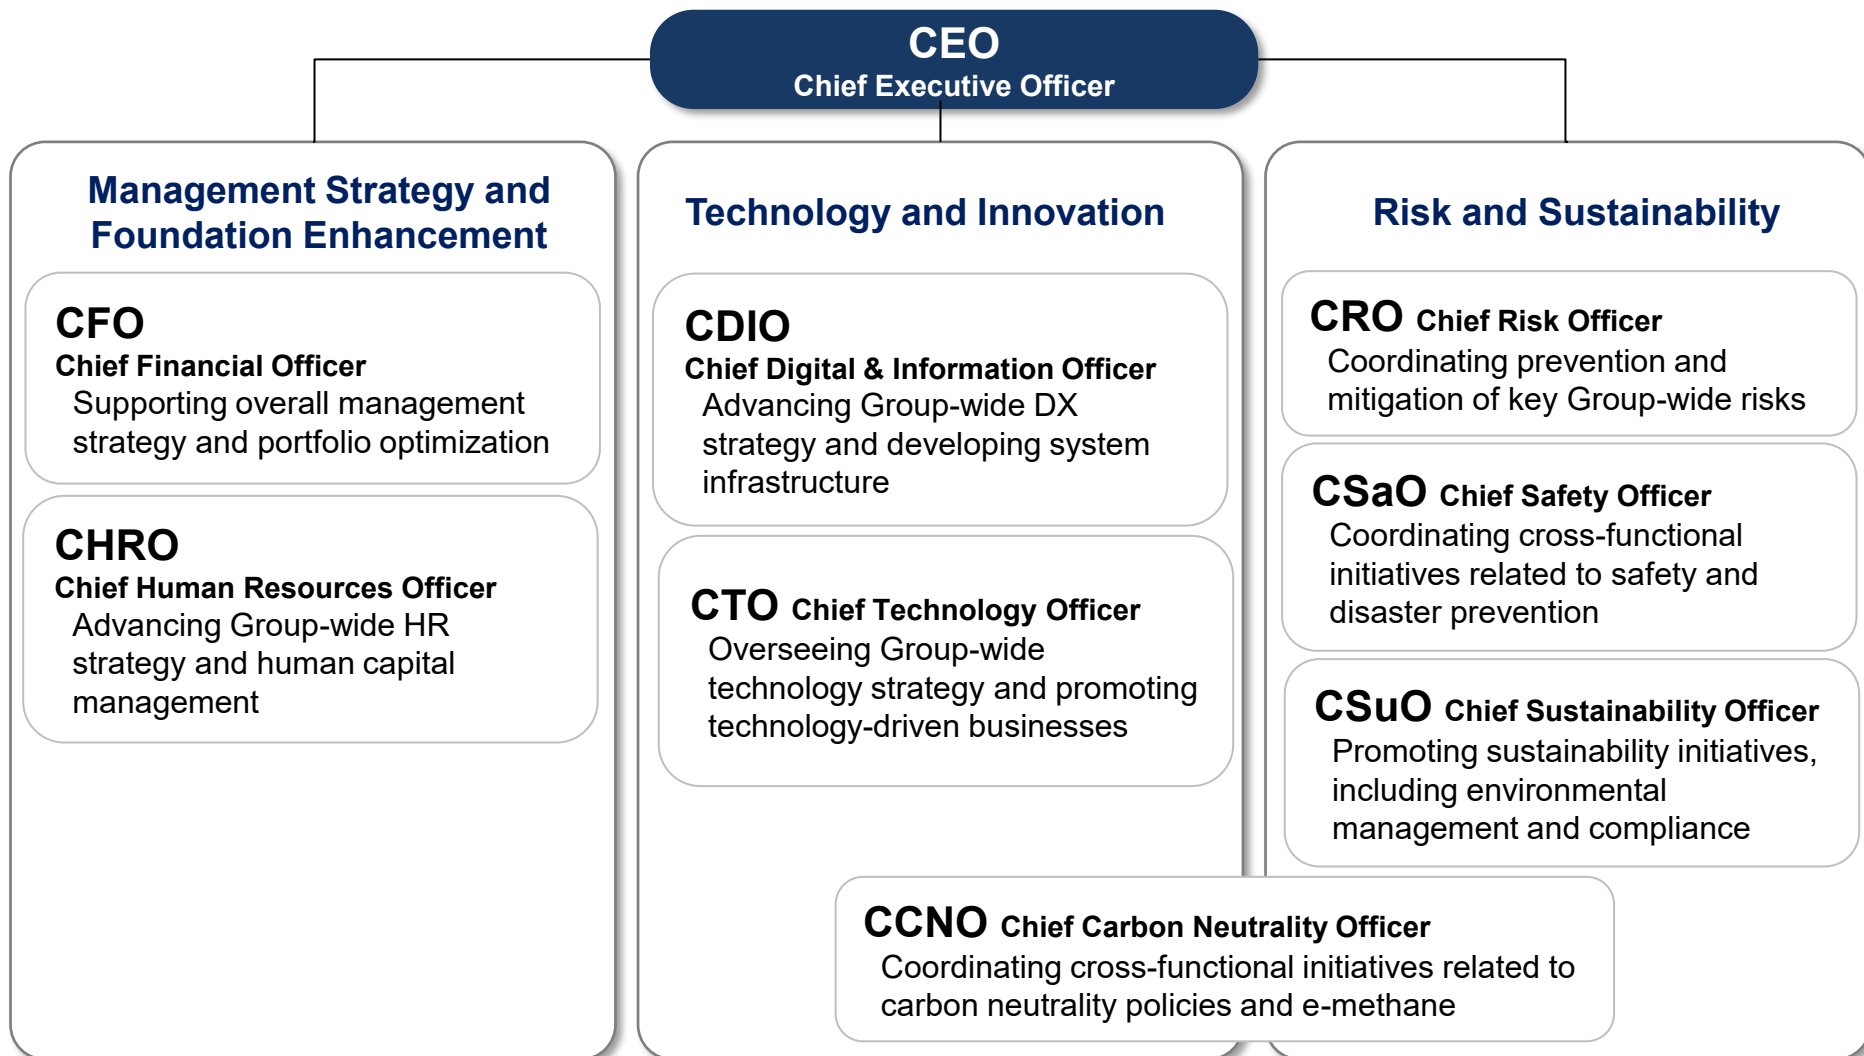 CEO
Chief Executive Officer
Management Strategy and
Foundation Enhancement
CFO
Chief Financial Officer
Supporting overall management
strategy and portfolio optimization
CHRO
Chief Human Resources Officer
Advancing Group-wide HR
strategy and human capital
management
Technology and Innovation
CDIO
Chief Digital & Information Officer
Advancing Group-wide DX
strategy and developing system
infrastructure
CTO Chief Technology Officer
Overseeing Group-wide
technology strategy and promoting
technology-driven businesses
Risk and Sustainability
CRO Chief Risk Officer
Coordinating prevention and
mitigation of key Group-wide risks
CSaO Chief Safety Officer
Coordinating cross-functional
initiatives related to safety and
disaster prevention
CSuO Chief Sustainability Officer
Promoting sustainability initiatives,
including environmental
management and compliance
CCNO Chief Carbon Neutrality Officer
Coordinating cross-functional initiatives related to
carbon neutrality policies and e-methane